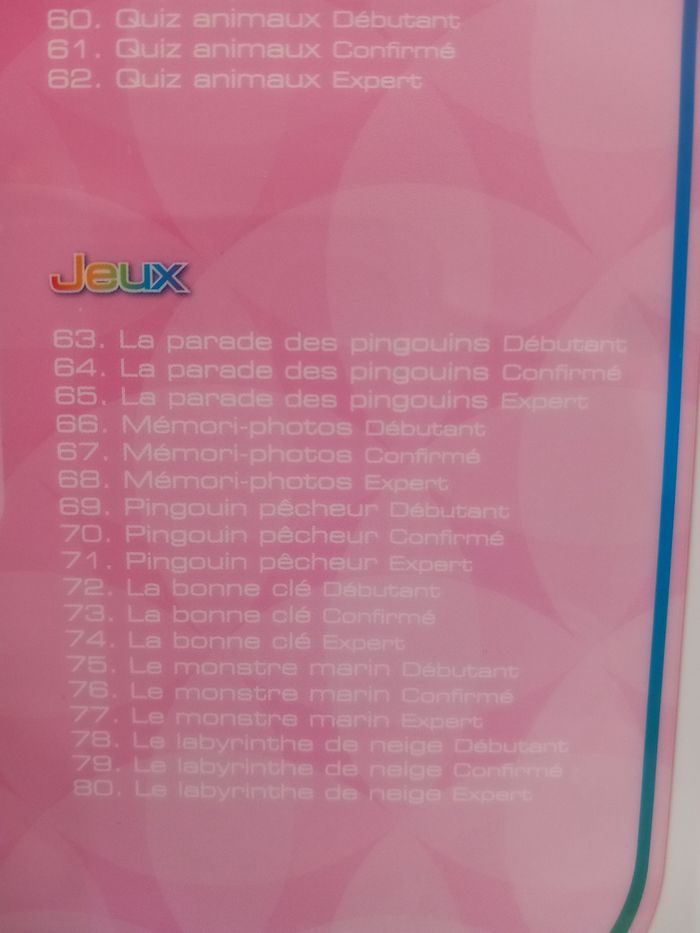 60. Quiz animaux Débutant
61. Quiz animaux Confirmé
62. Quiz animaux Expert
Jeux
63. La parade des pingouins Débutant
64. La parade des pingouins Confirmé
65. La parade des pingouins Expert
66. Mémori-photos Débutant
67. Mémori-photos Confirmé
68. Mémori-photos Expert
69. Pingouin pêcheur Débutant
70. Pingouin pêcheur Confirmé
71. Pingouin pêcheur Expert
72. La bonne clé Débutant
73. La bonne clé Confirmé
74. La bonne clé Expert
75. Le monstre marin Débutant
76. Le monstre marin Confirmé
77. Le monstre marin Expert
78. Le labyrinthe de neige Débutant
79. Le labyrinthe de neige Confirmé
80. Le labyrinthe de neige Expert